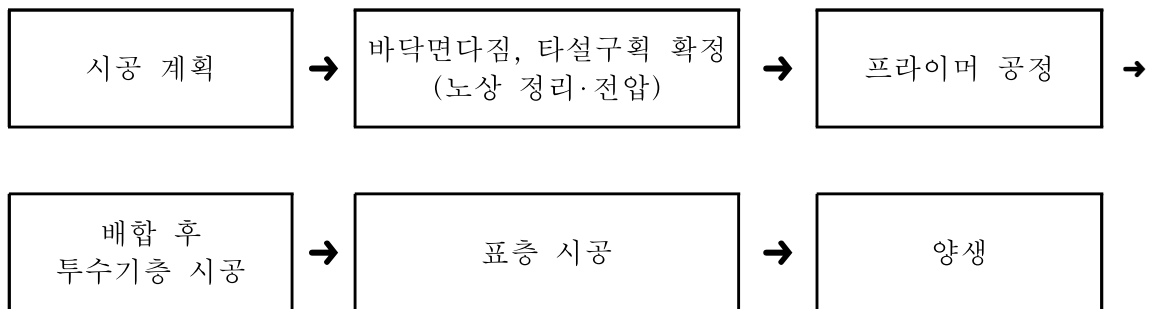 시공 계획
바닥면다짐, 타설구획 확정
(노상 정리·전압)
프라이머 공정
배합 후
투수기층 시공
표층 시공
양생